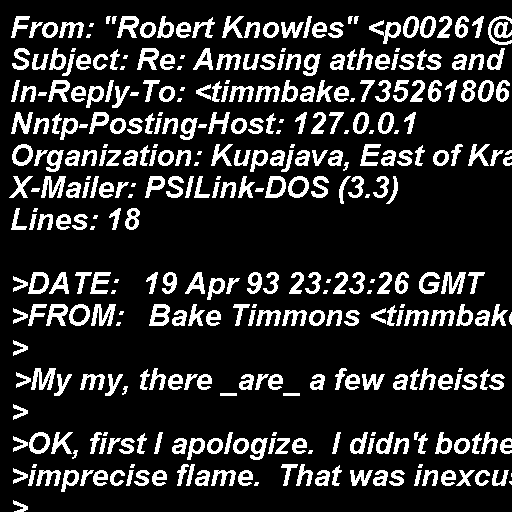 From: "Robert Knowles" <p00261@
Subject: Re: Amusing atheists and
In-Reply-To: <timmbake.735261806
Nntp-Posting-Host: 127.0.0.1
Organization: Kupajava, East of Kra
X-Mailer: PSILink-DOS (3.3)
Lines: 18

>DATE:   19 Apr 93 23:23:26 GMT
>FROM:   Bake Timmons <timmbake
>
>My my, there _are_ a few atheists
>
>OK, first I apologize.  I didn't bothe
>imprecise flame.  That was inexcus
>